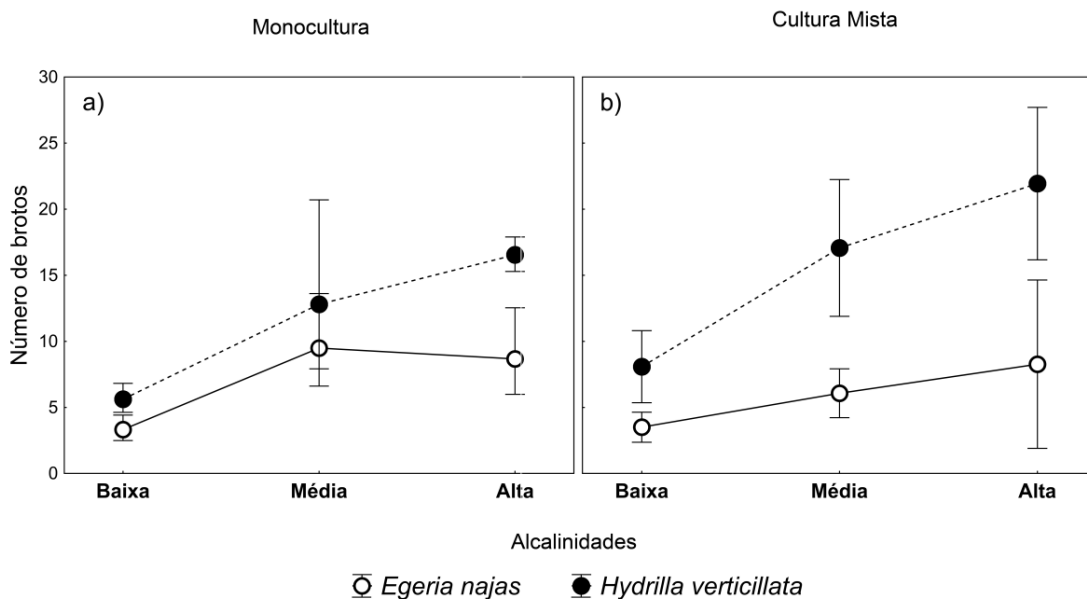 Monocultura
Cultura Mista
Número de brotos
30
25
20
15
10
5
0
a)
b)
Baixa Média Alta
Baixa Média Alta
Alcalinidades
Egeria najas Hydrilla verticillata